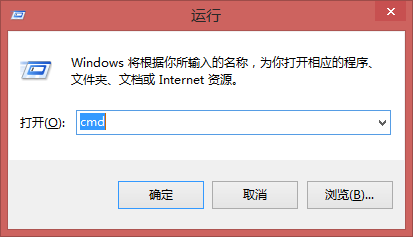 运行
Windows 将根据你所输入的名称，为你打开相应的程序、
文件夹、文档或 Internet 资源。
打开(O): cmd
确定 取消 浏览(B)...